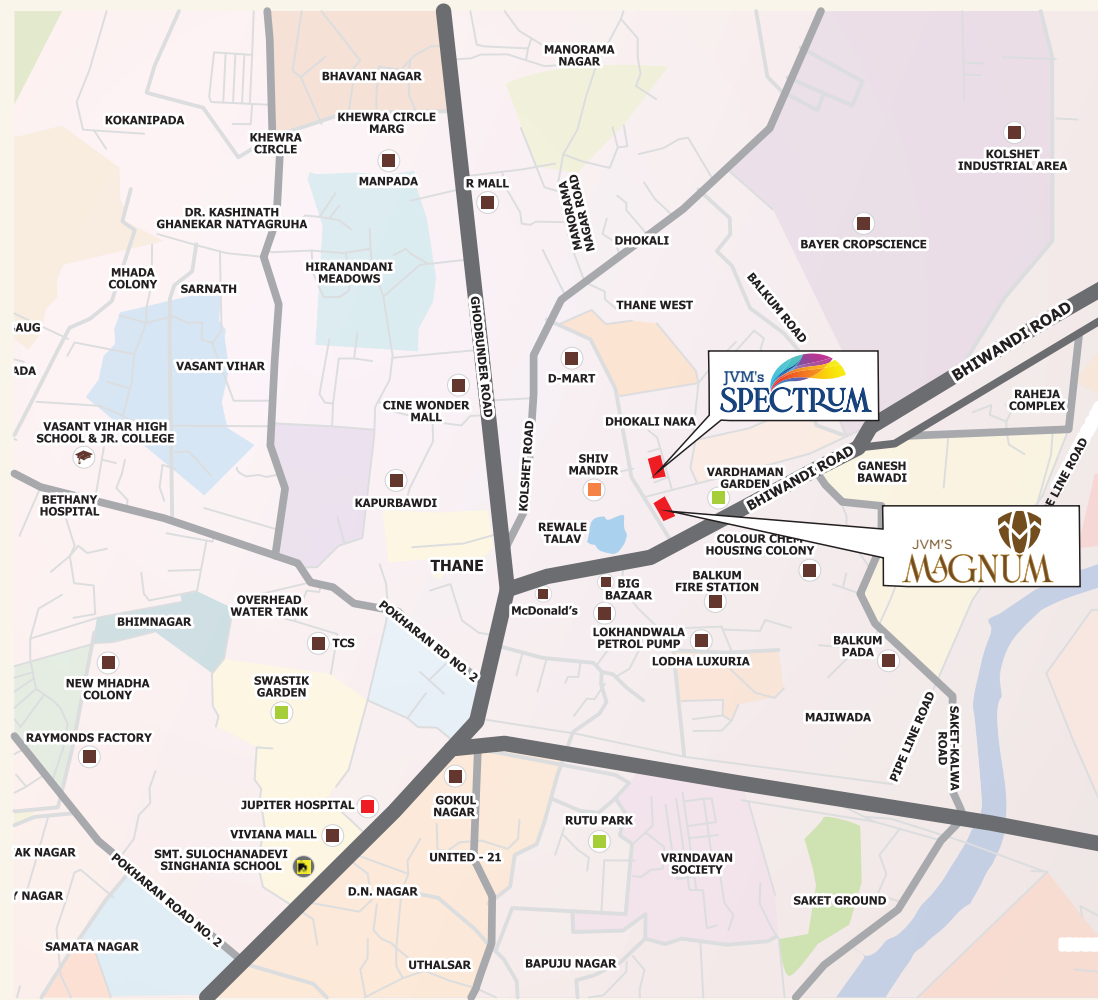 MANORAMA
NAGAR
BHAVANI NAGAR
KOKANIPADA
KHEWRA CIRCLE
MARG
KHEWRA
CIRCLE
KOLSHET
INDUSTRIAL AREA
MANPADA
R MALL
MANORAMA
NAGAR ROAD
DR. KASHINATH
GHANEKAR NATYAGRUHA
DHOKALI
BAYER CROPSCIENCE
MHADA
COLONY
SARNATH
HIRANANDANI
MEADOWS
THANE WEST
BALKUM ROAD
BHIWANDI ROAD
GHODBUNDER ROAD
AUG
ADA
VASANT VIHAR
D-MART
JVM's
SPECTRUM
CINE WONDER
MALL
RAHEJA
COMPLEX
DHOKALI NAKA
VASANT VIHAR HIGH
SCHOOL & JR. COLLEGE
KOLSHET ROAD
SHIV
MANDIR
VARDHAMAN
GARDEN
BHIWANDI ROAD
GANESH
BAWADI
E LINE ROAD
BETHANY
HOSPITAL
KAPURBAWDI
REWALE
TALAV
COLOUR CHEM
HOUSING COLONY
JVM'S
MAGNUM
THANE
BIG
BAZAAR
BALKUM
FIRE STATION
McDonald's
OVERHEAD
WATER TANK
BHIMNAGAR
POKHARAN RD NO. 2
TCS
LOKHANDWALA
PETROL PUMP
LODHA LUXURIA
BALKUM
PADA
NEW MHADHA
COLONY
SWASTIK
GARDEN
MAJIWADA
PIPE LINE ROAD
SAKET-KALWA
ROAD
RAYMONDS FACTORY
JUPITER HOSPITAL
GOKUL
NAGAR
RUTU PARK
VIVIANA MALL
SMT. SULOCHANADEVI
SINGHANIA SCHOOL
UNITED - 21
VRINDAVAN
SOCIETY
AK NAGAR
POKHARAN ROAD NO. 2
D.N. NAGAR
Y NAGAR
SAKET GROUND
SAMATA NAGAR
UTHALSAR
BAPUJU NAGAR